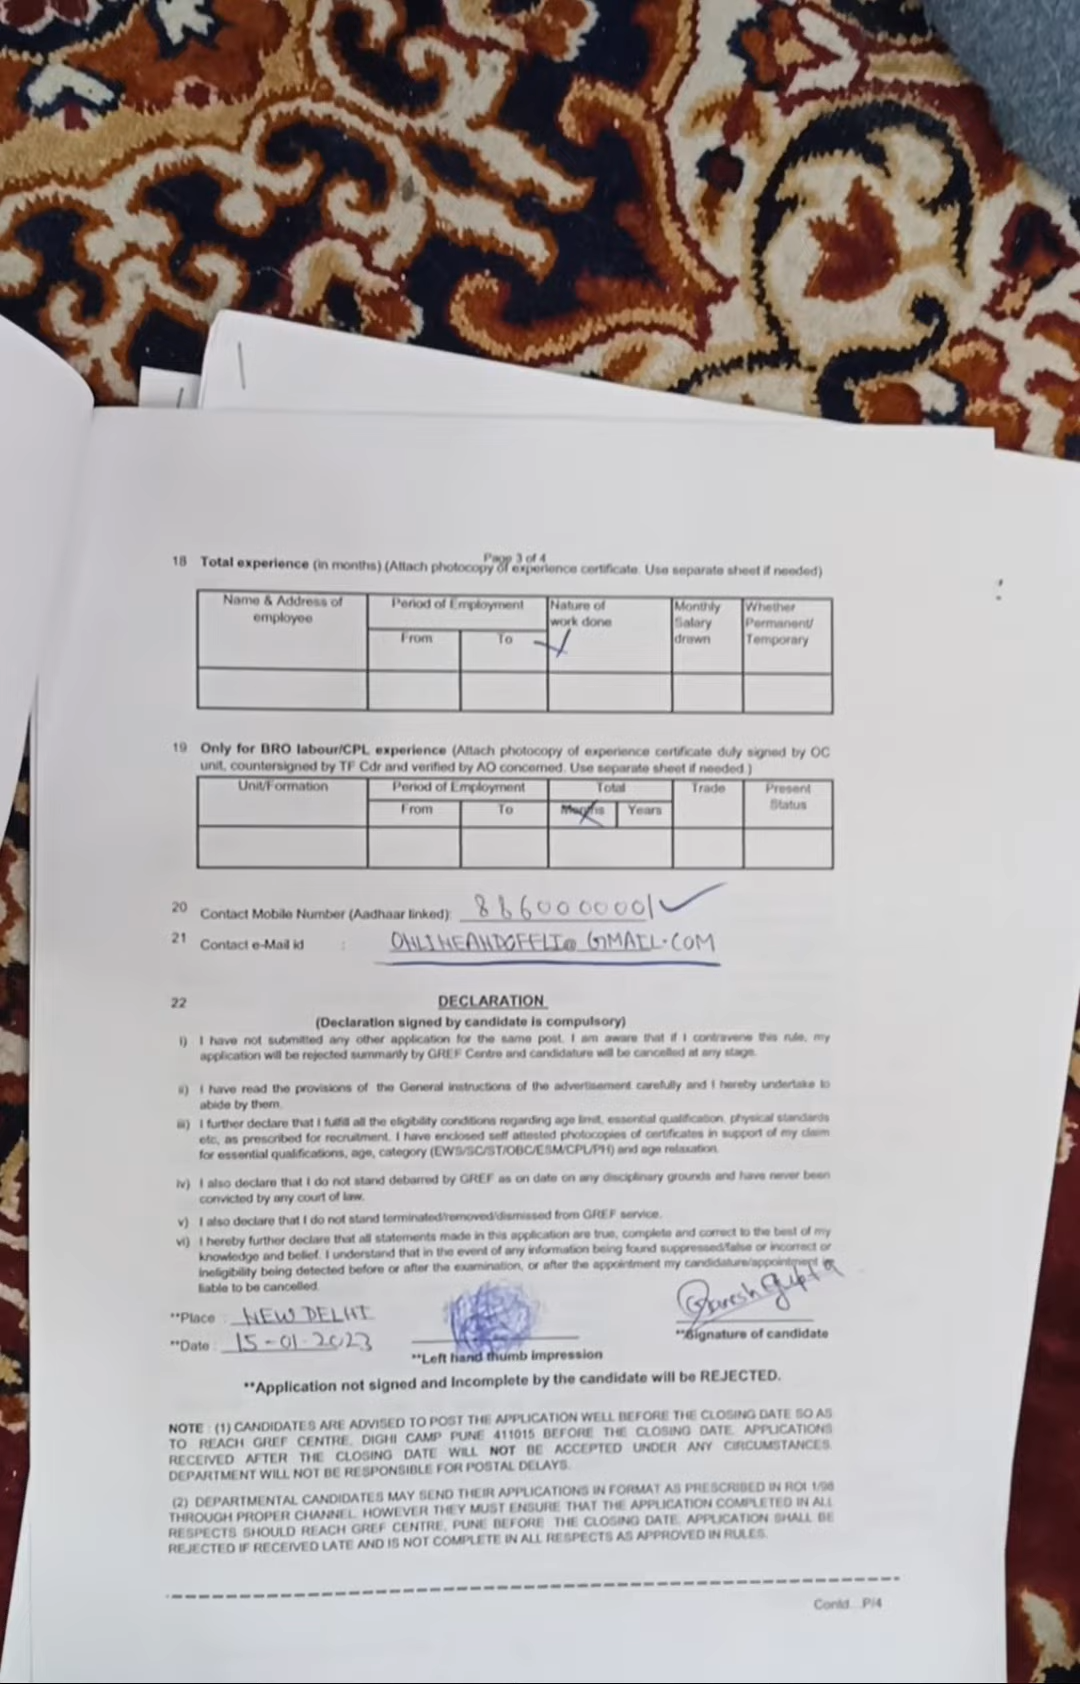 Page 3 of 4
18 Total experience (in months) (Attach photocopy of experience certificate. Use separate sheet if needed)
Name & Address of employee
Period of Employment
From
To
Nature of work done
Monthly Salary drawn
Whether Permanent/ Temporary
19 Only for BRO labour/CPL experience (Attach photocopy of experience certificate duly signed by OC
unit, countersigned by TF Cdr and verified by AO concerned. Use separate sheet if needed.)
Unit/Formation
Period of Employment
From
To
Total
Months
Years
Trade
Present Status
20 Contact Mobile Number (Aadhaar linked): 8860000001
21 Contact e-Mail id : ONLINEANDOFFLI@GMAIL.COM
22 DECLARATION
(Declaration signed by candidate is compulsory)
i) I have not submitted any other application for the same post. I am aware that if I contravene this rule, my
application will be rejected summarily by GREF Centre and candidature will be cancelled at any stage.
ii) I have read the provisions of the General instructions of the advertisement carefully and I hereby undertake to
abide by them.
iii) I further declare that I fulfill all the eligibility conditions regarding age limit, essential qualification, physical standards
etc, as prescribed for recruitment. I have enclosed self attested photocopies of certificates in support of my claim
for essential qualifications, age, category (EWS/SC/ST/OBC/ESM/CPL/PH) and age relaxation.
iv) I also declare that I do not stand debarred by GREF as on date on any disciplinary grounds and have never been
convicted by any court of law.
v) I also declare that I do not stand terminated/removed/dismissed from GREF service.
vi) I hereby further declare that all statements made in this application are true, complete and correct to the best of my
knowledge and belief. I understand that in the event of any information being found suppressed/false or incorrect or
ineligibility being detected before or after the examination, or after the appointment my candidature/appointment is
liable to be cancelled.
**Place : NEW DELHI
**Date : 15-01-2023
**Left hand thumb impression
Gupta
**Signature of candidate
**Application not signed and Incomplete by the candidate will be REJECTED.
NOTE : (1) CANDIDATES ARE ADVISED TO POST THE APPLICATION WELL BEFORE THE CLOSING DATE SO AS
TO REACH GREF CENTRE, DIGHI CAMP PUNE 411015 BEFORE THE CLOSING DATE. APPLICATIONS
RECEIVED AFTER THE CLOSING DATE WILL NOT BE ACCEPTED UNDER ANY CIRCUMSTANCES.
DEPARTMENT WILL NOT BE RESPONSIBLE FOR POSTAL DELAYS.
(2) DEPARTMENTAL CANDIDATES MAY SEND THEIR APPLICATIONS IN FORMAT AS PRESCRIBED IN ROI 1/98
THROUGH PROPER CHANNEL. HOWEVER THEY MUST ENSURE THAT THE APPLICATION COMPLETED IN ALL
RESPECTS SHOULD REACH GREF CENTRE, PUNE BEFORE THE CLOSING DATE. APPLICATION SHALL BE
REJECTED IF RECEIVED LATE AND IS NOT COMPLETE IN ALL RESPECTS AS APPROVED IN RULES.
Contd...P/4